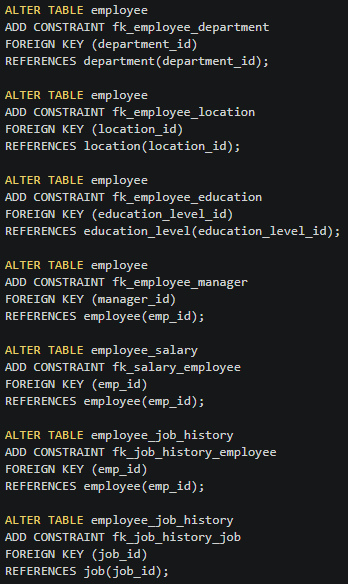 ALTER TABLE employee
ADD CONSTRAINT fk_employee_department
FOREIGN KEY (department_id)
REFERENCES department(department_id);

ALTER TABLE employee
ADD CONSTRAINT fk_employee_location
FOREIGN KEY (location_id)
REFERENCES location(location_id);

ALTER TABLE employee
ADD CONSTRAINT fk_employee_education
FOREIGN KEY (education_level_id)
REFERENCES education_level(education_level_id);

ALTER TABLE employee
ADD CONSTRAINT fk_employee_manager
FOREIGN KEY (manager_id)
REFERENCES employee(emp_id);

ALTER TABLE employee_salary
ADD CONSTRAINT fk_salary_employee
FOREIGN KEY (emp_id)
REFERENCES employee(emp_id);

ALTER TABLE employee_job_history
ADD CONSTRAINT fk_job_history_employee
FOREIGN KEY (emp_id)
REFERENCES employee(emp_id);

ALTER TABLE employee_job_history
ADD CONSTRAINT fk_job_history_job
FOREIGN KEY (job_id)
REFERENCES job(job_id);